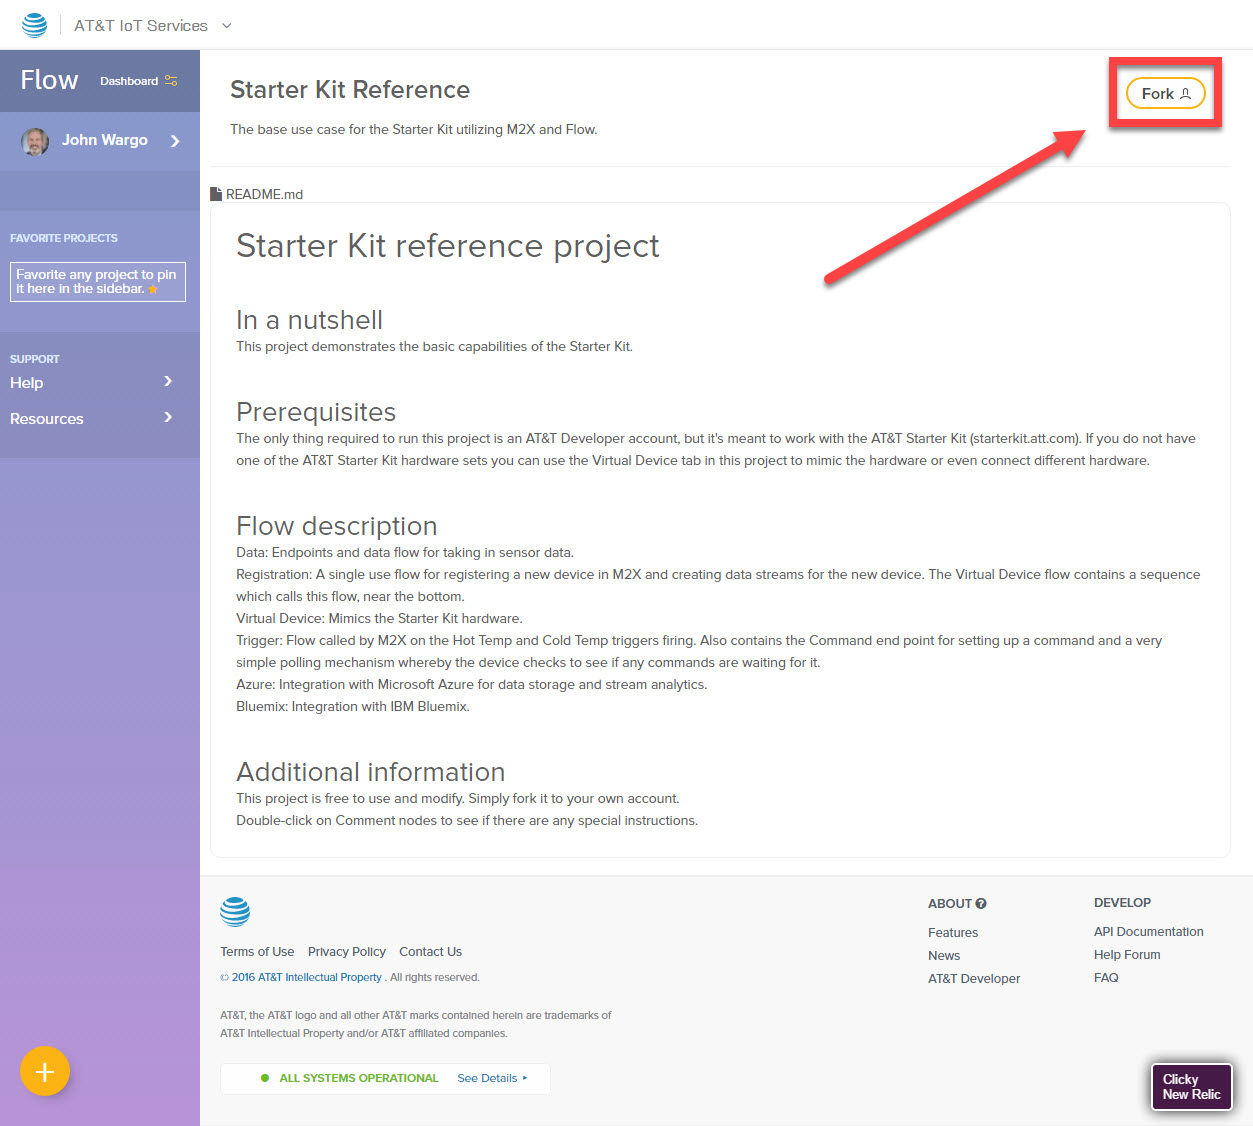 AT&T IoT Services
Flow Dashboard
John Wargo
FAVORITE PROJECTS
Favorite any project to pin
it here in the sidebar.
SUPPORT
Help
Resources
Starter Kit Reference
Fork
The base use case for the Starter Kit utilizing M2X and Flow.
README.md
Starter Kit reference project
In a nutshell
This project demonstrates the basic capabilities of the Starter Kit.
Prerequisites
The only thing required to run this project is an AT&T Developer account, but it's meant to work with the AT&T Starter Kit (starterkit.att.com). If you do not have
one of the AT&T Starter Kit hardware sets you can use the Virtual Device tab in this project to mimic the hardware or even connect different hardware.
Flow description
Data: Endpoints and data flow for taking in sensor data.
Registration: A single use flow for registering a new device in M2X and creating data streams for the new device. The Virtual Device flow contains a sequence
which calls this flow, near the bottom.
Virtual Device: Mimics the Starter Kit hardware.
Trigger: Flow called by M2X on the Hot Temp and Cold Temp triggers firing. Also contains the Command end point for setting up a command and a very
simple polling mechanism whereby the device checks to see if any commands are waiting for it.
Azure: Integration with Microsoft Azure for data storage and stream analytics.
Bluemix: Integration with IBM Bluemix.
Additional information
This project is free to use and modify. Simply fork it to your own account.
Double-click on Comment nodes to see if there are any special instructions.
Terms of Use Privacy Policy Contact Us
© 2016 AT&T Intellectual Property . All rights reserved.
AT&T, the AT&T logo and all other AT&T marks contained herein are trademarks of
AT&T Intellectual Property and/or AT&T affiliated companies.
ALL SYSTEMS OPERATIONAL See Details
ABOUT
Features
News
AT&T Developer
DEVELOP
API Documentation
Help Forum
FAQ
Clicky
New Relic